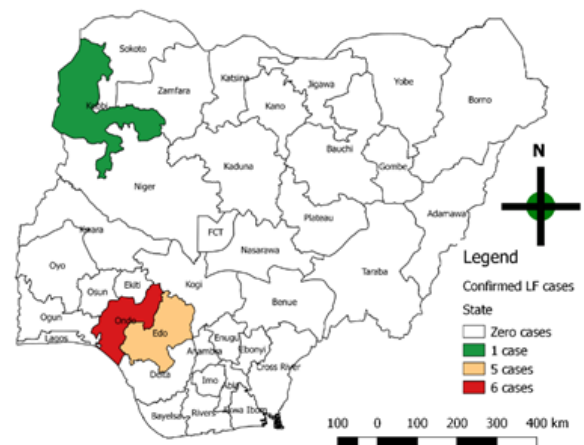 Sokoto
Katsina
Jigawa
Yobe
Borno
Zamfara
Kano
Kebbi
Bauchi
Gombe
Kaduna
Niger
Adamawa
Plateau
FCT
Kwara
Nasarawa
Taraba
Oyo
Osun
Ekiti
Kogi
Benue
Ogun
Ondo
Edo
Lagos
Enugu
Anambra
Ebonyi
Cross River
Delta
Imo
Abia
Bayelsa
Rivers
Akwa Ibom
N
Legend
Confirmed LF cases
State
Zero cases
1 case
5 cases
6 cases
100 0 100 200 300 400 km